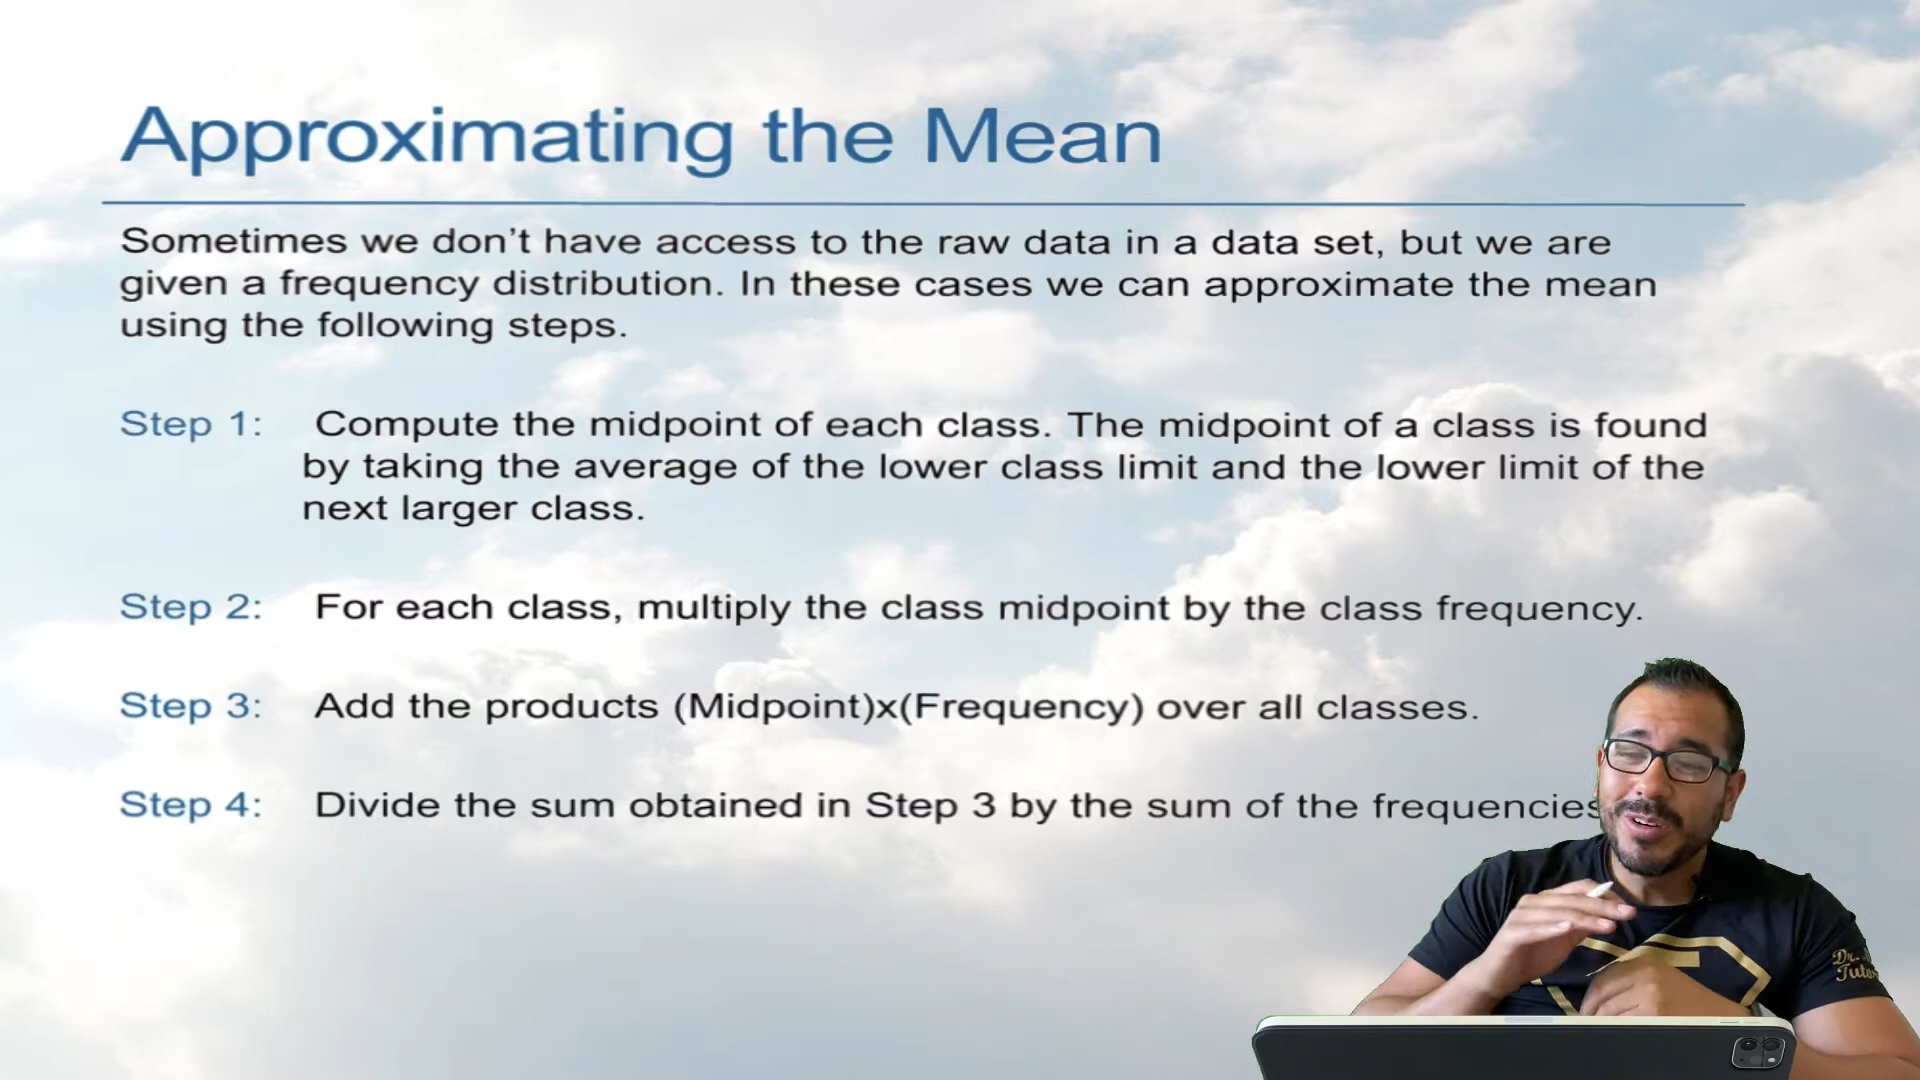 Approximating the Mean
Sometimes we don't have access to the raw data in a data set, but we are
given a frequency distribution. In these cases we can approximate the mean
using the following steps.
Step 1: Compute the midpoint of each class. The midpoint of a class is found
by taking the average of the lower class limit and the lower limit of the
next larger class.
Step 2: For each class, multiply the class midpoint by the class frequency.
Step 3: Add the products (Midpoint)x(Frequency) over all classes.
Step 4: Divide the sum obtained in Step 3 by the sum of the frequencies
Dr.